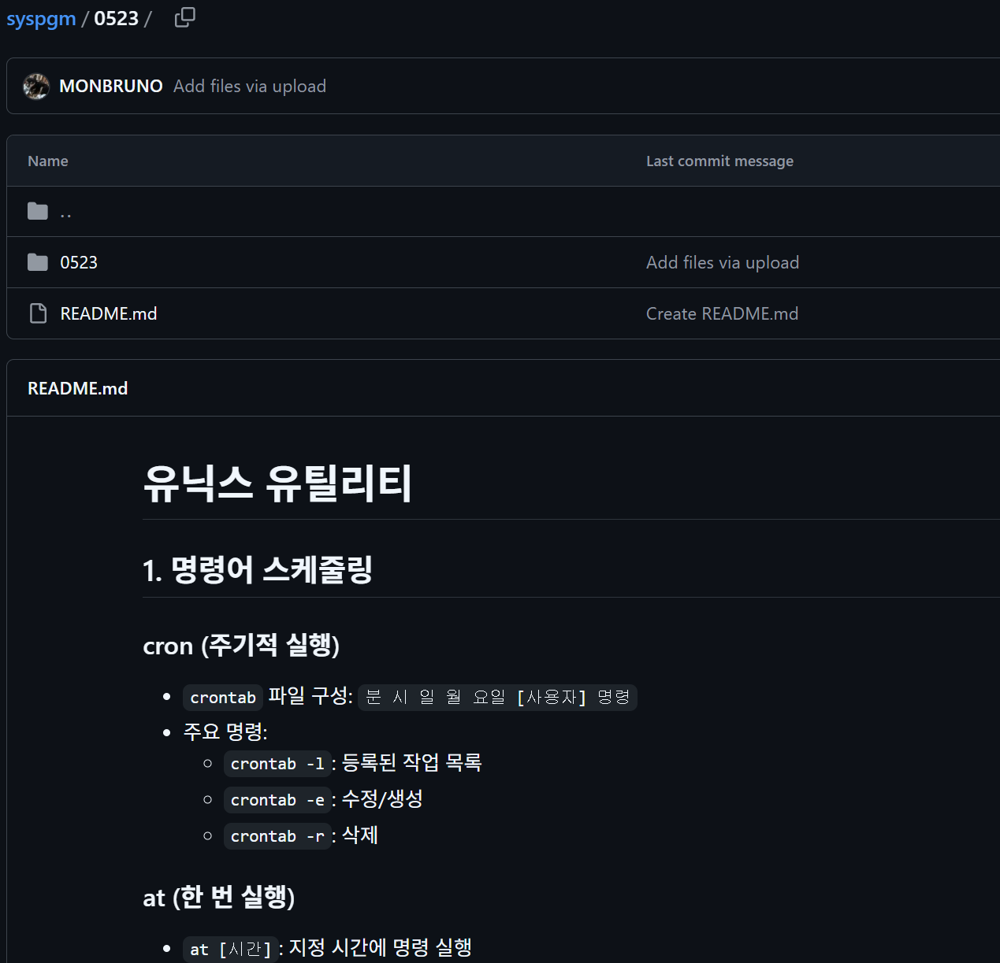 syspgm / 0523 /
MONBRUNO Add files via upload
Name Last commit message
..
0523 Add files via upload
README.md Create README.md
README.md
유닉스 유틸리티
1. 명령어 스케줄링
cron (주기적 실행)
crontab 파일 구성: 분 시 일 월 요일 [사용자] 명령
주요 명령:
crontab -l : 등록된 작업 목록
crontab -e : 수정/생성
crontab -r : 삭제
at (한 번 실행)
at [시간] : 지정 시간에 명령 실행